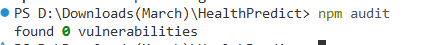 PS D:\Downloads(March)\HealthPredict> npm audit
found 0 vulnerabilities